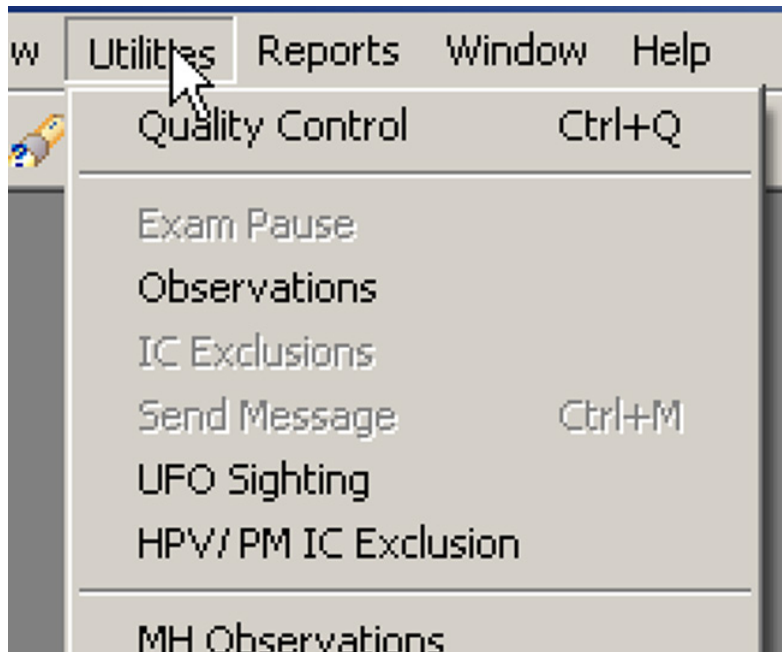 w Utilities Reports Window Help
Quality Control Ctrl+Q
Exam Pause
Observations
IC Exclusions
Send Message Ctrl+M
UFO Sighting
HPV/PM IC Exclusion
MH Observations